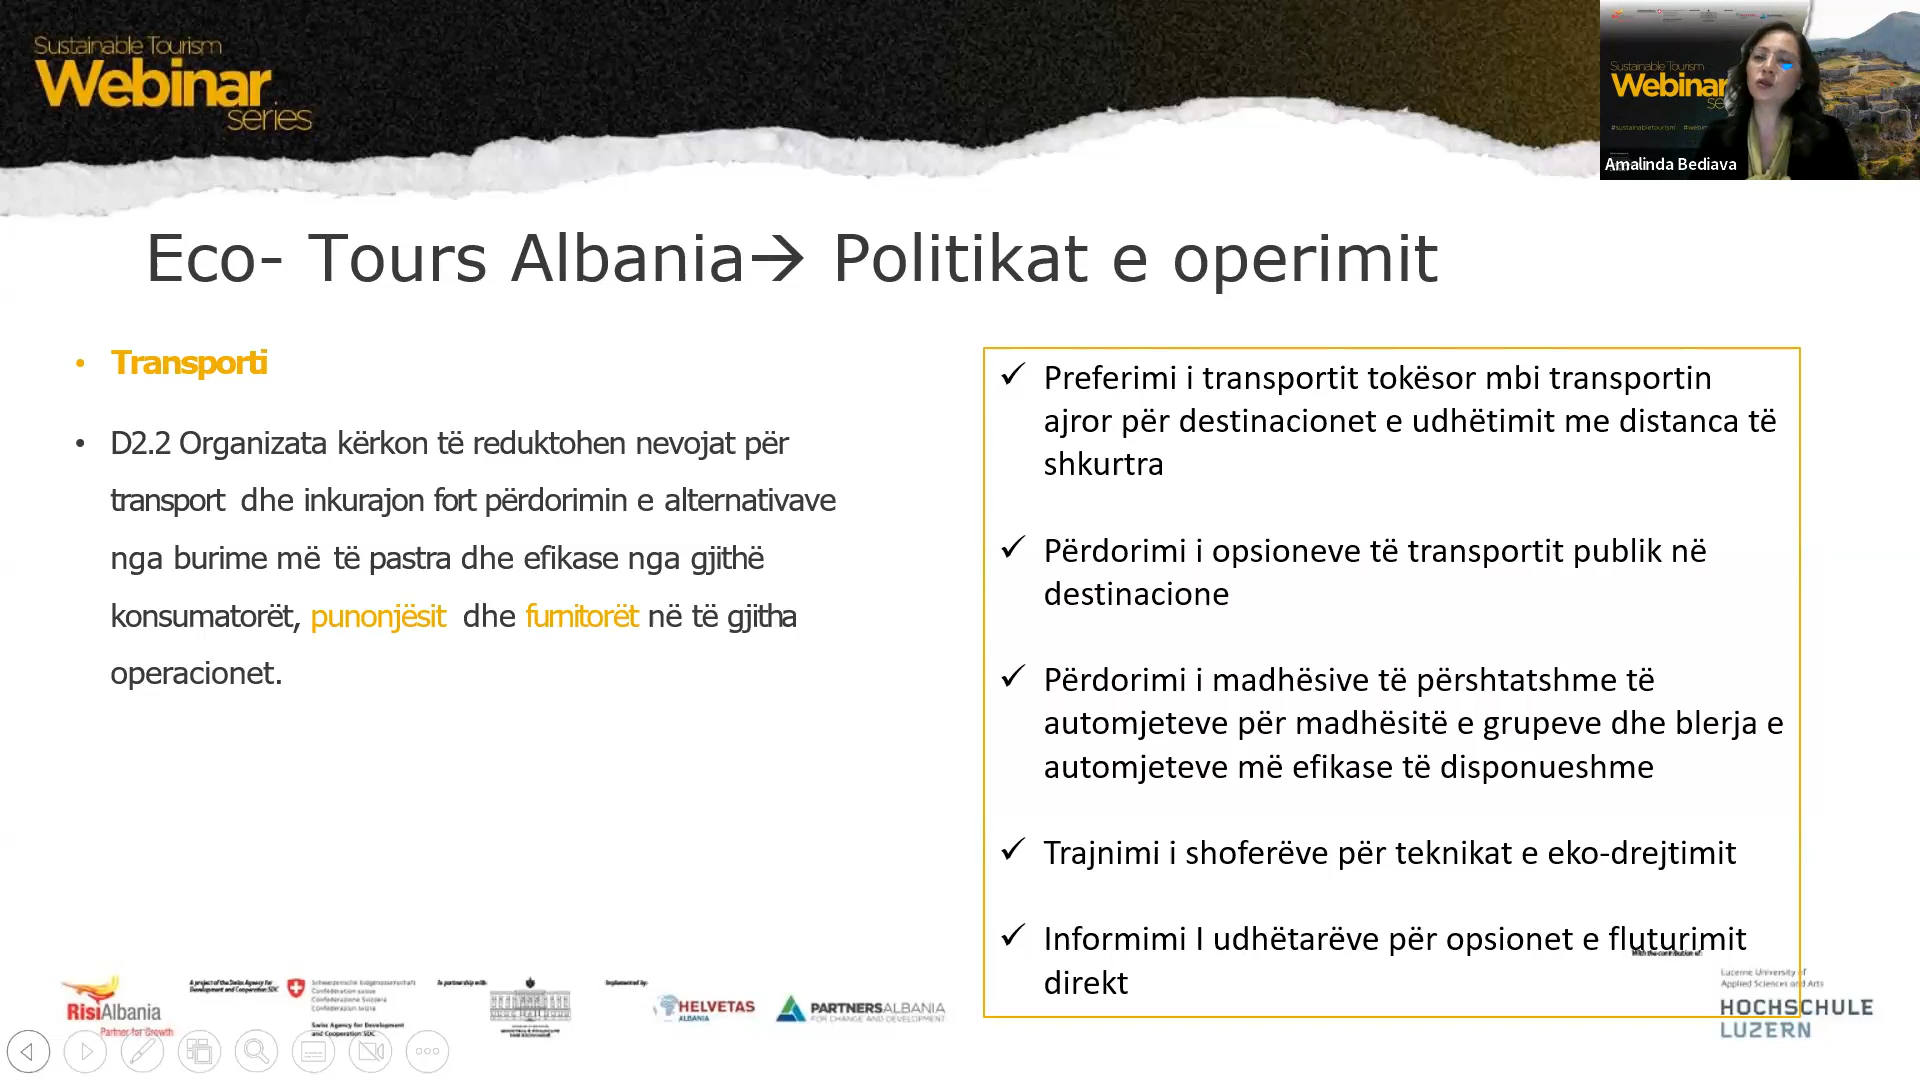 Sustainable Tourism
Webinar
series
Sustainable Tourism
Webinar
se
#sustainabletourism #webin
Amalinda Bediava
Eco- Tours Albania→ Politikat e operimit
• Transporti
• D2.2 Organizata kërkon të reduktohen nevojat për
transport dhe inkurajon fort përdorimin e alternativave
nga burime më të pastra dhe efikase nga gjithë
konsumatorët, punonjësit dhe furnitorët në të gjitha
operacionet.
✓ Preferimi i transportit tokësor mbi transportin
ajror për destinacionet e udhëtimit me distanca të
shkurtra
✓ Përdorimi i opsioneve të transportit publik në
destinacione
✓ Përdorimi i madhësive të përshtatshme të
automjeteve për madhësitë e grupeve dhe blerja e
automjeteve më efikase të disponueshme
✓ Trajnimi i shoferëve për teknikat e eko-drejtimit
✓ Informimi I udhëtarëve për opsionet e fluturimit
direkt
RisiAlbania
Partner for Growth
A project of the Swiss Agency for
Development and Cooperation SDC
Schweizerische Eidgenossenschaft
Confédération suisse
Confederazione Svizzera
Confederaziun svizra
Swiss Agency for Development
and Cooperation SDC
In partnership with:
Implemented by:
HELVETAS
ALBANIA
PARTNERSALBANIA
FOR CHANGE AND DEVELOPMENT
With the contribution of:
Lucerne University of
Applied Sciences and Arts
HOCHSCHULE
LUZERN